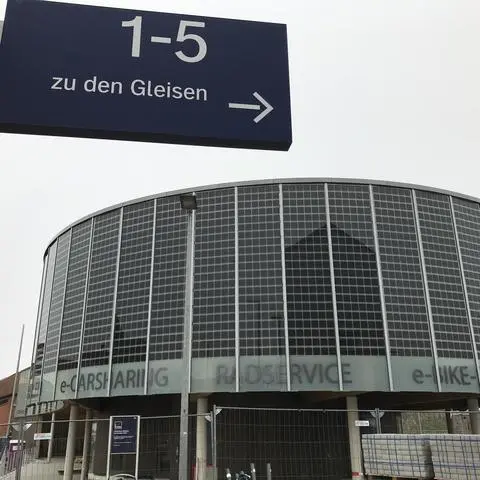 1-5
zu den Gleisen
e-CARSHARING RADSERVICE e-BIKE-